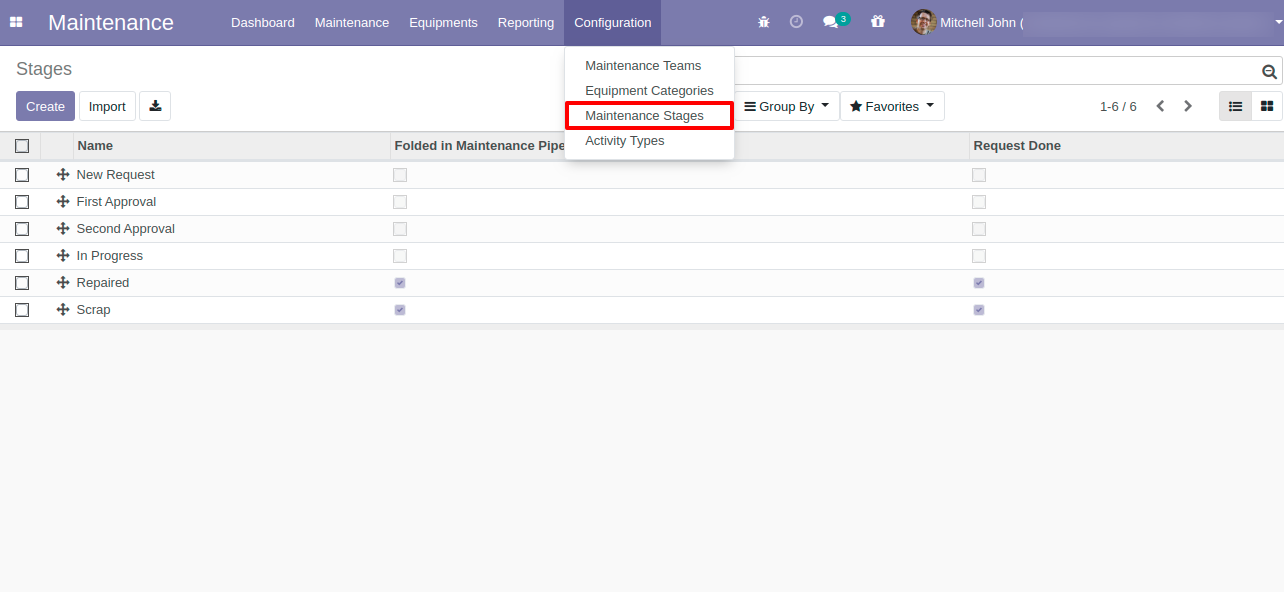 Maintenance Dashboard Maintenance Equipments Reporting Configuration 3 Mitchell John (
Stages
Maintenance Teams
Equipment Categories
Maintenance Stages
Activity Types
Create Import Group By Favorites 1-6 / 6
Name Folded in Maintenance Pipe Request Done
New Request
First Approval
Second Approval
In Progress
Repaired
Scrap